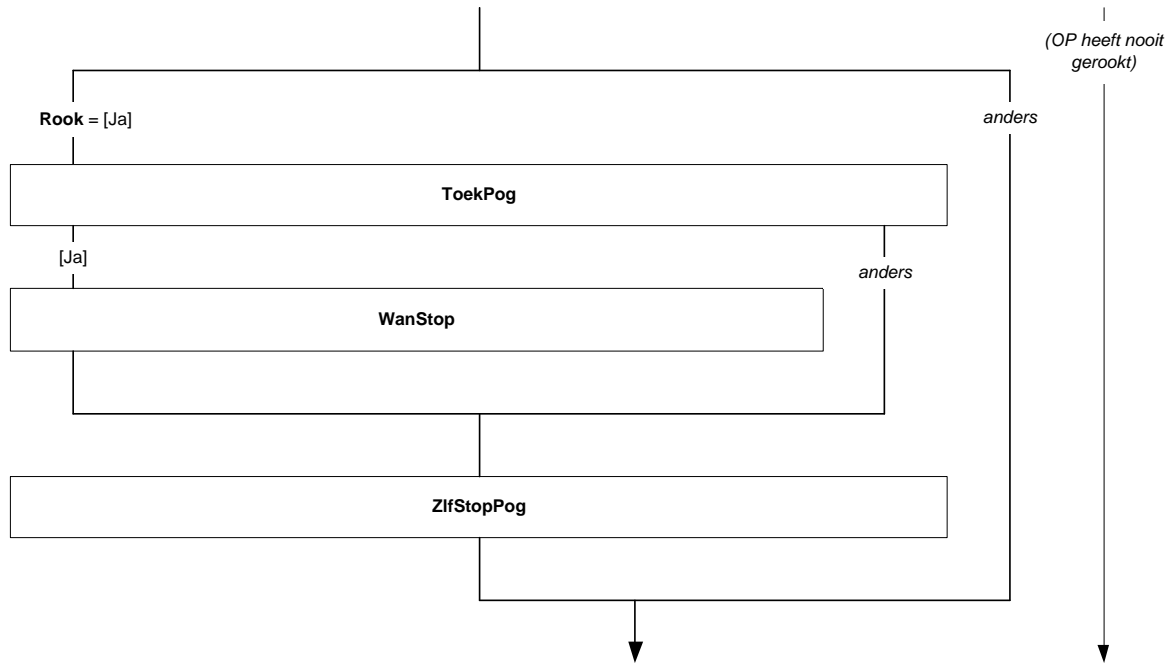 (OP heeft nooit
gerookt)
Rook = [Ja]
anders
ToekPog
[Ja]
anders
WanStop
ZlfStopPog